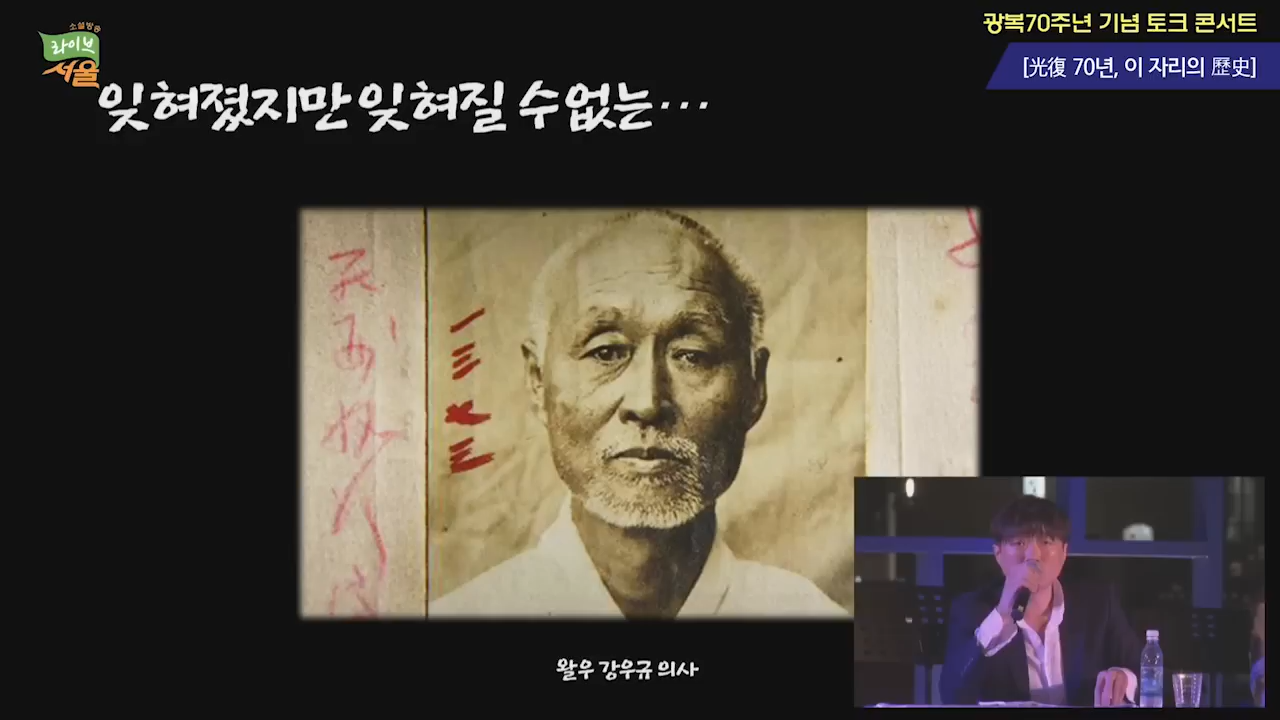 소셜방송
라이브
서울
광복70주년 기념 토크 콘서트
[光復 70년, 이 자리의 歷史]
잊혀졌지만 잊혀질 수 없는…
왈우 강우규 의사